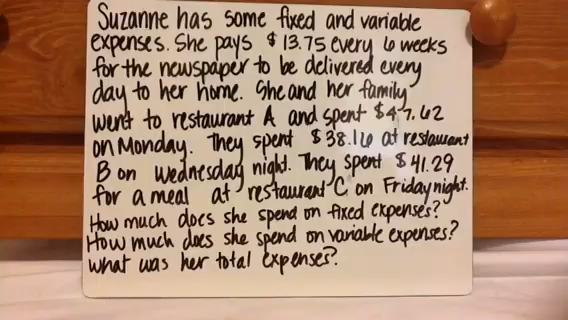 Suzanne has some fixed and variable
expenses. She pays $13.75 every 6 weeks
for the newspaper to be delivered every
day to her home. She and her family
went to restaurant A and spent $47.62
on Monday. They spent $38.16 at restaurant
B on Wednesday night. They spent $41.29
for a meal at restaurant C on Friday night.
How much does she spend on fixed expenses?
How much does she spend on variable expenses?
What was her total expenses?